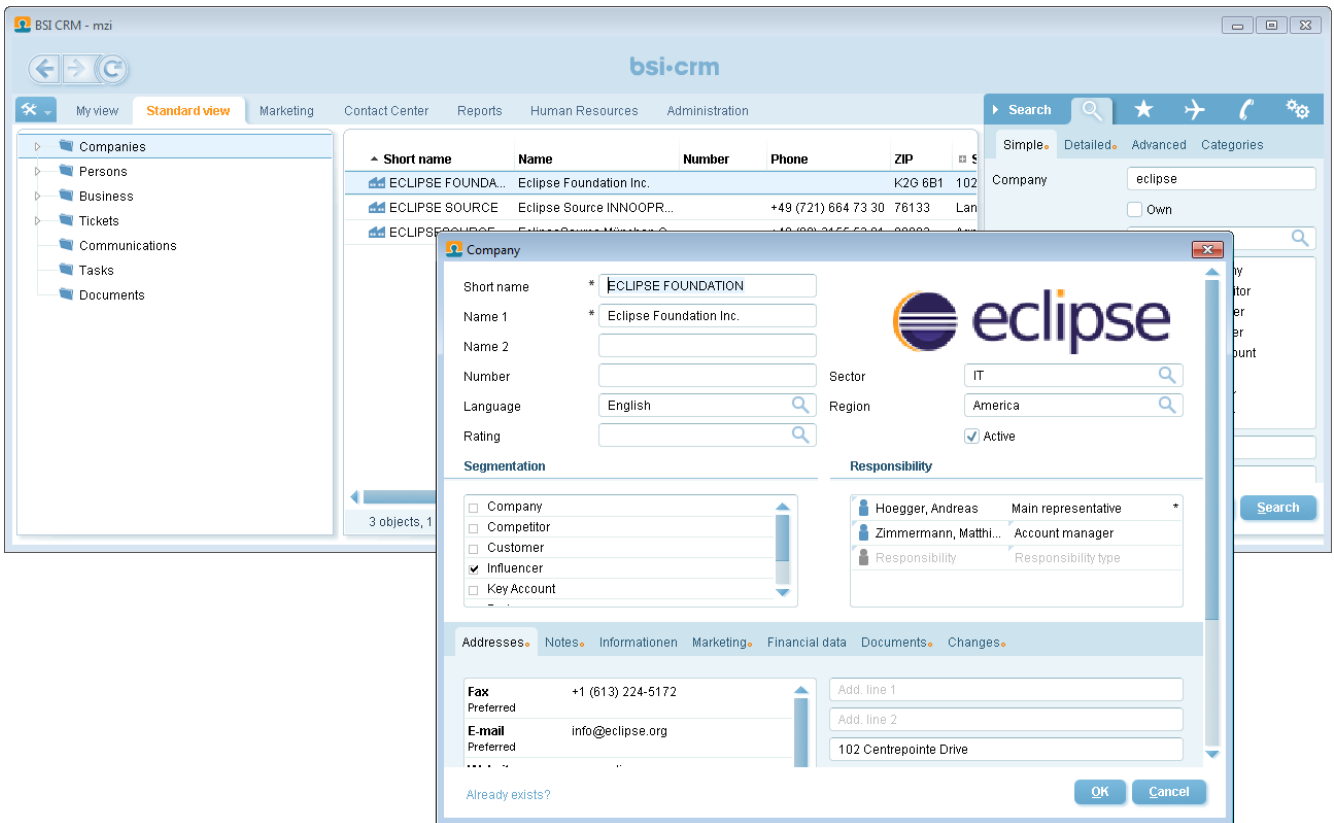 BSI CRM - mzi
bsi·crm
My view Standard view Marketing Contact Center Reports Human Resources Administration
Search
Simple Detailed Advanced Categories
Companies
Persons
Business
Tickets
Communications
Tasks
Documents
Short name Name Number Phone ZIP
ECLIPSE FOUNDA... Eclipse Foundation Inc. K2G 6B1 102
ECLIPSE SOURCE Eclipse Source INNOOPR... +49 (721) 664 73 30 76133 Lan
3 objects, 1
Company eclipse
Own
Search
Company
Short name * ECLIPSE FOUNDATION
Name 1 * Eclipse Foundation Inc.
Name 2
Number
Language English
Rating
eclipse
Sector IT
Region America
Active
Segmentation
Company
Competitor
Customer
Influencer
Key Account
Responsibility
Hoegger, Andreas Main representative *
Zimmermann, Matthi... Account manager
Responsibility Responsibility type
Addresses Notes Informationen Marketing Financial data Documents Changes
Fax +1 (613) 224-5172
Preferred
E-mail info@eclipse.org
Preferred
Add. line 1
Add. line 2
102 Centrepointe Drive
Already exists?
OK Cancel